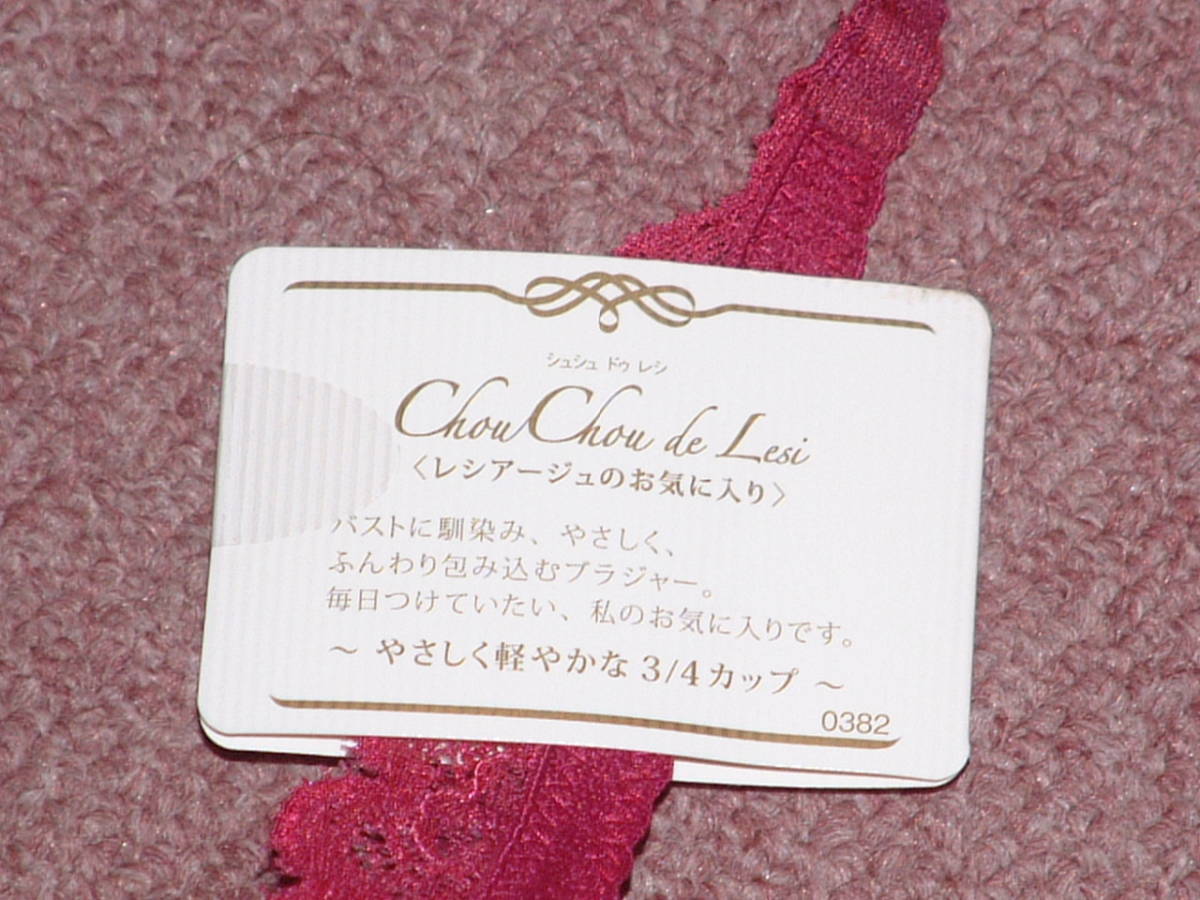 シュシュ ドゥ レシ
ChouChou de Lesi
〈レシアージュのお気に入り〉
バストに馴染み、やさしく、
ふんわり包み込むブラジャー。
毎日つけていたい、私のお気に入りです。
～ やさしく軽やかな 3/4 カップ ～
0382